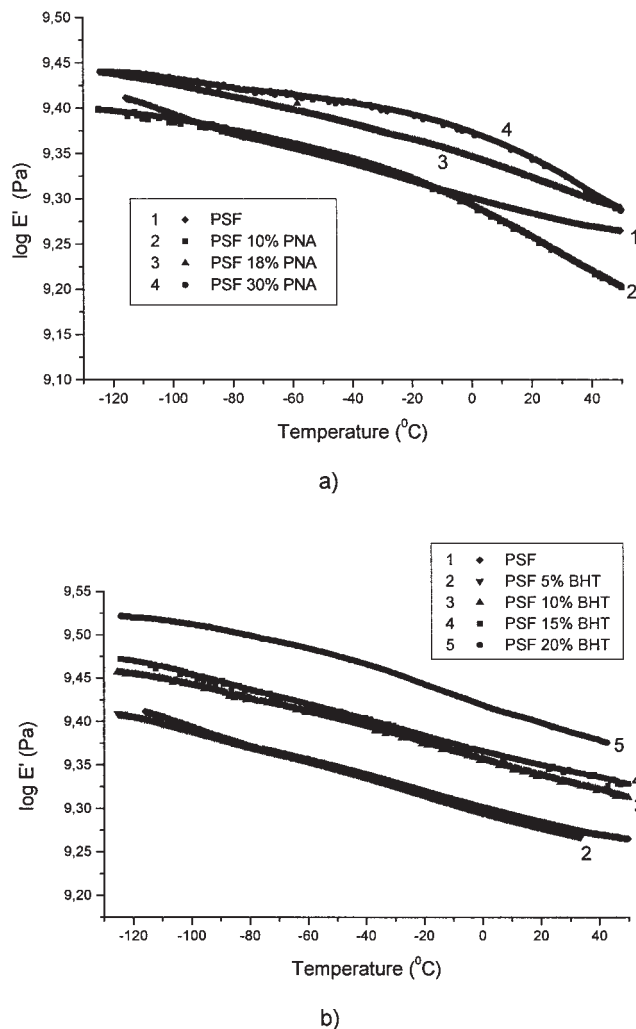 9,50
9,45
9,40
9,35
9,30
9,25
9,20
9,15
9,10
log E' (Pa)
4
3
1
2
1 ◆ PSF
2 ■ PSF 10% PNA
3 ▲ PSF 18% PNA
4 ● PSF 30% PNA
-120 -100 -80 -60 -40 -20 0 20 40
Temperature (⁰C)
a)
1 ◆ PSF
2 ▼ PSF 5% BHT
3 ▲ PSF 10% BHT
4 ■ PSF 15% BHT
5 ● PSF 20% BHT
9,55
9,50
9,45
9,40
9,35
9,30
9,25
9,20
log E' (Pa)
5
4
3
2
-120 -100 -80 -60 -40 -20 0 20 40
Temperature (⁰C)
b)